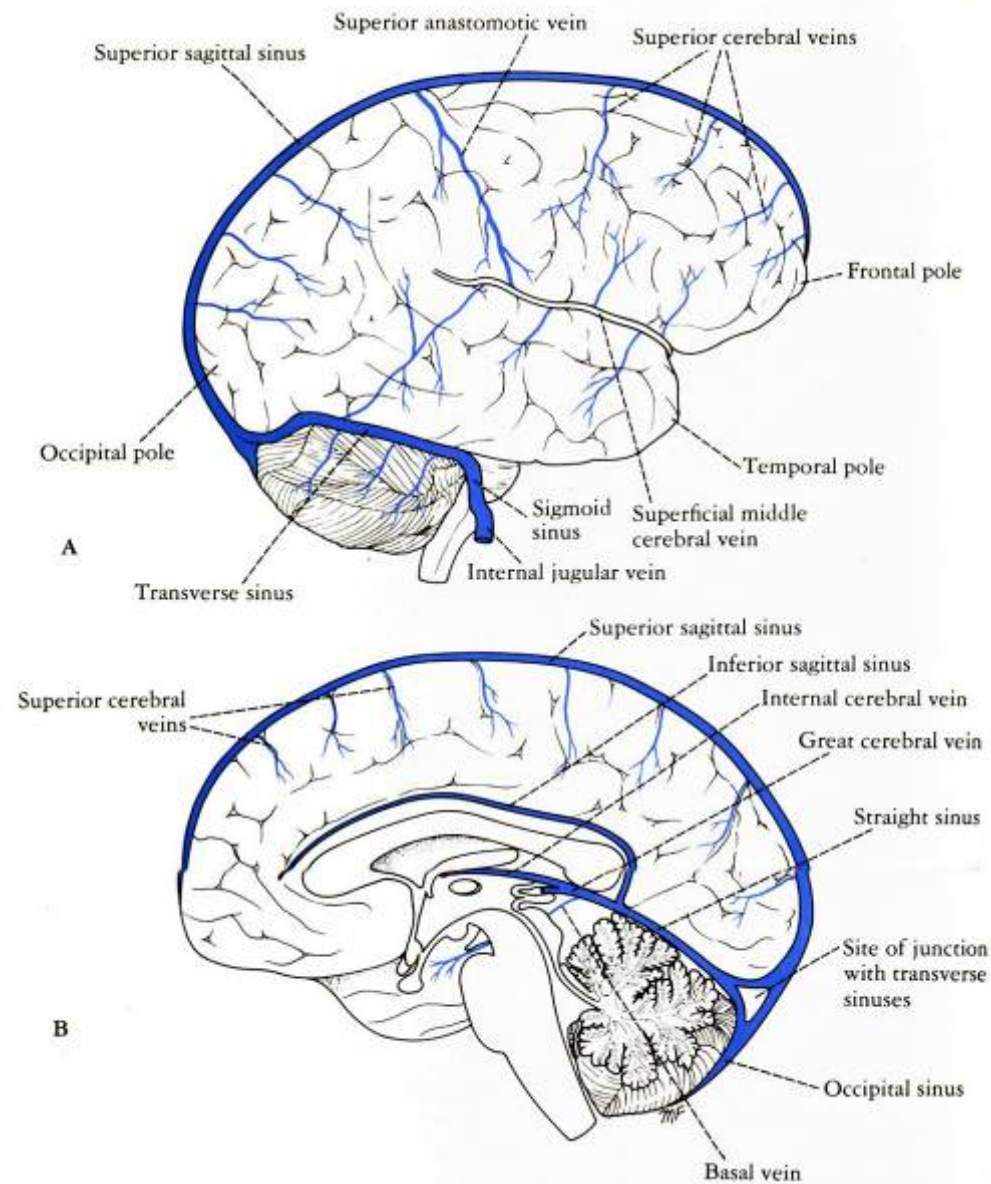 Superior anastomotic vein
Superior sagittal sinus
Superior cerebral veins
Frontal pole
Occipital pole
Temporal pole
Sigmoid
sinus
Superficial middle
cerebral vein
A
Internal jugular vein
Transverse sinus
Superior sagittal sinus
Inferior sagittal sinus
Superior cerebral
veins
Internal cerebral vein
Great cerebral vein
Straight sinus
Site of junction
with transverse
sinuses
B
Occipital sinus
Basal vein